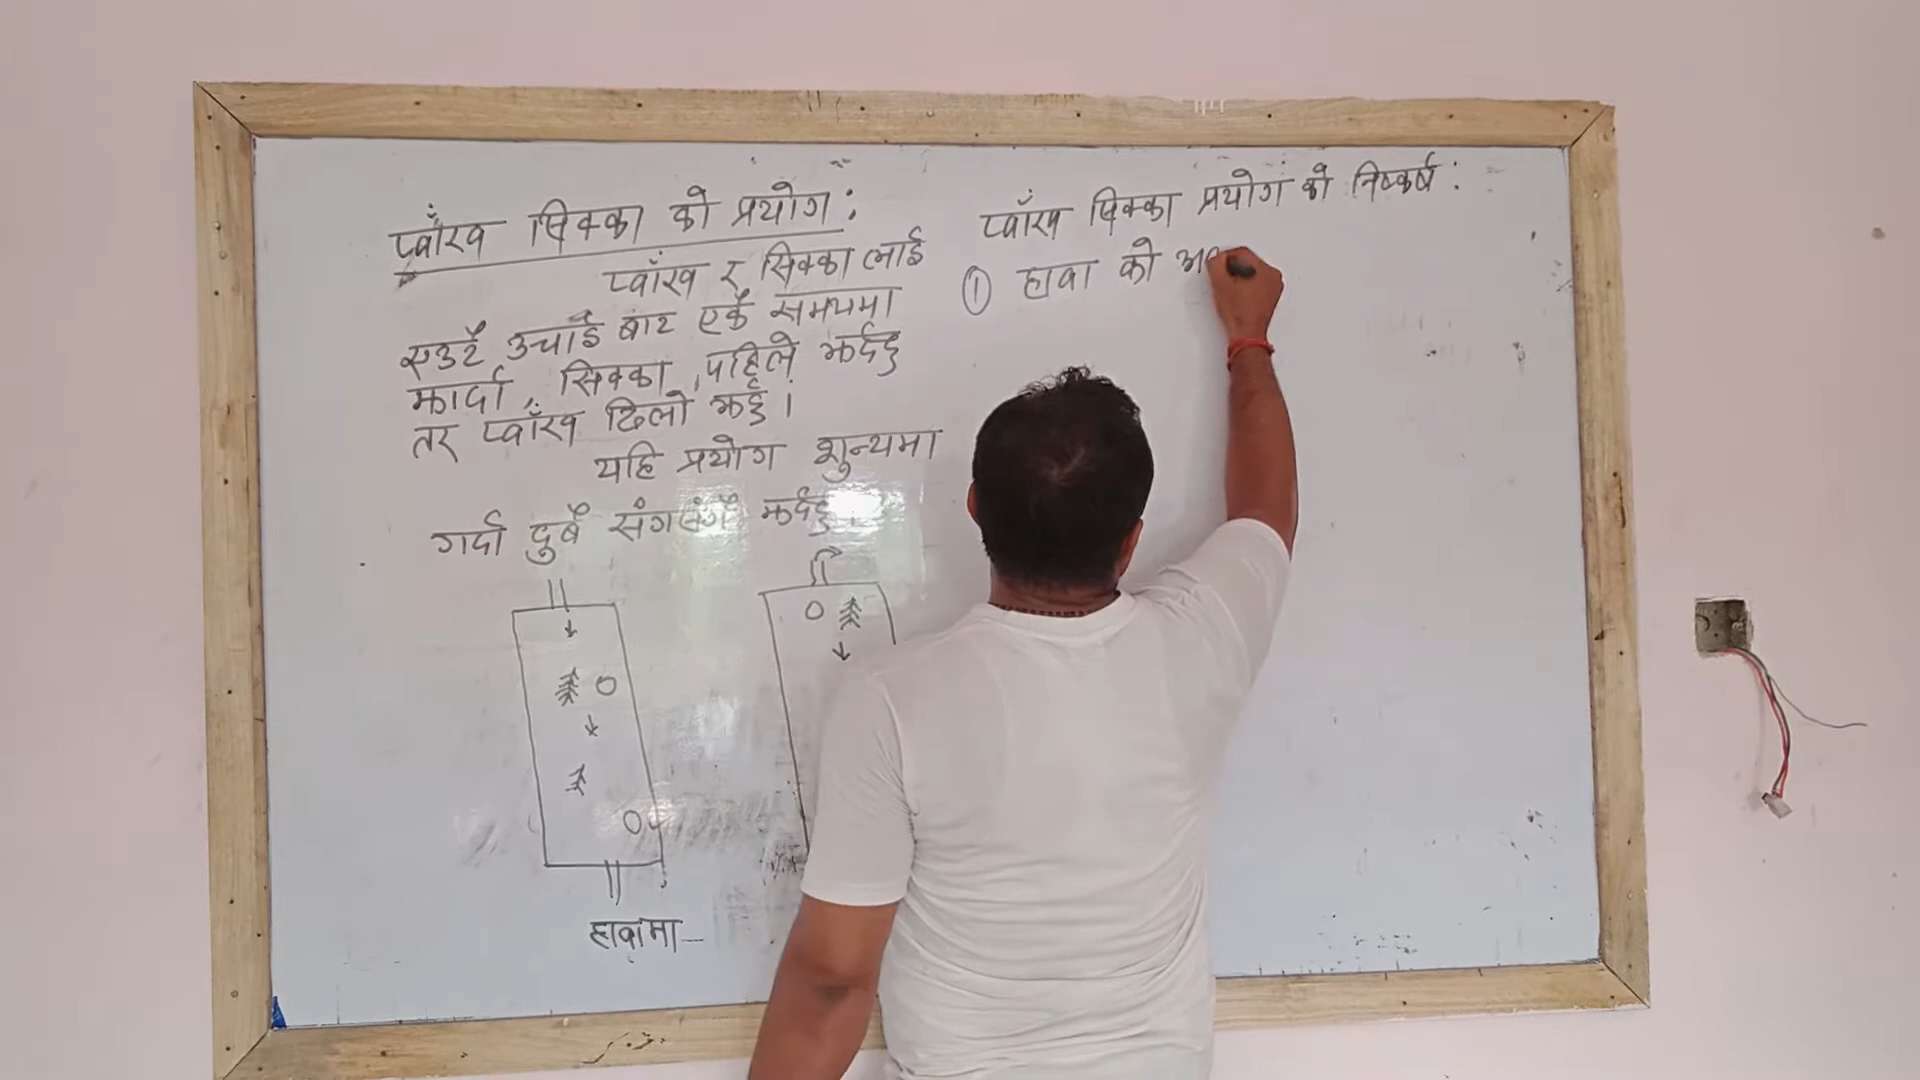 प्वाँख सिक्का को प्रयोग :
प्वाँख र सिक्का लाई
एउटै उचाई बाट एकै समयमा
झार्दा, सिक्का पहिले झर्दछ
तर प्वाँख ढिलो झर्छ।
यहि प्रयोग शुन्यमा
गर्दा दुबै संगसंगै झर्दछ।
हावामा
प्वाँख सिक्का प्रयोग को निष्कर्ष :
① हावा को